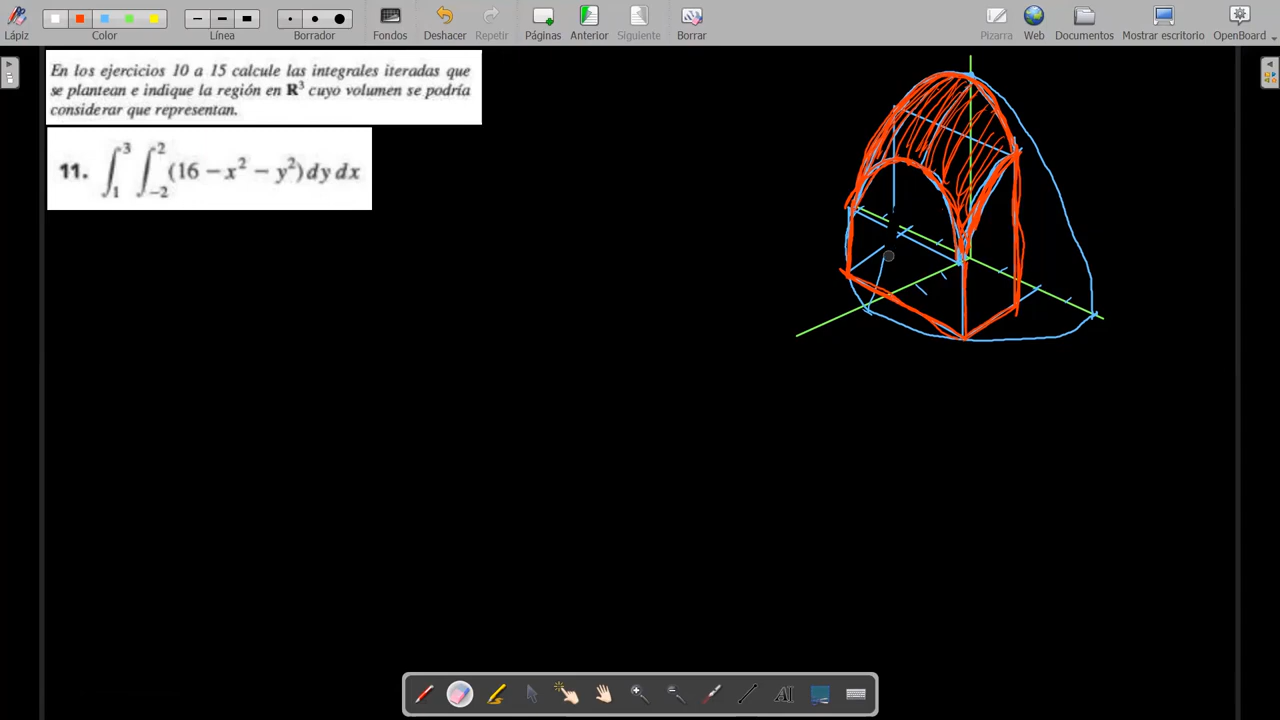 Lápiz
Color
Línea
Borrador
Fondos
Deshacer
Repetir
Páginas
Anterior
Siguiente
Borrar
Pizarra
Web
Documentos
Mostrar escritorio
OpenBoard
En los ejercicios 10 a 15 calcule las integrales iteradas que
se plantean e indique la región en R³ cuyo volumen se podría
considerar que representan.
11. ∫₁³ ∫₋₂² (16 − x² − y²) dy dx
AI